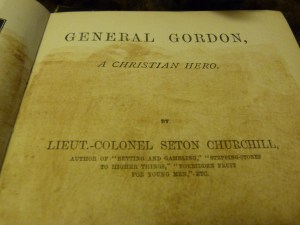 GENERAL GORDON,
A CHRISTIAN HERO.
BY
LIEUT.-COLONEL SETON CHURCHILL,
AUTHOR OF "BETTING AND GAMBLING," "STEPPING-STONES
TO HIGHER THINGS," "FORBIDDEN FRUIT
FOR YOUNG MEN," ETC.